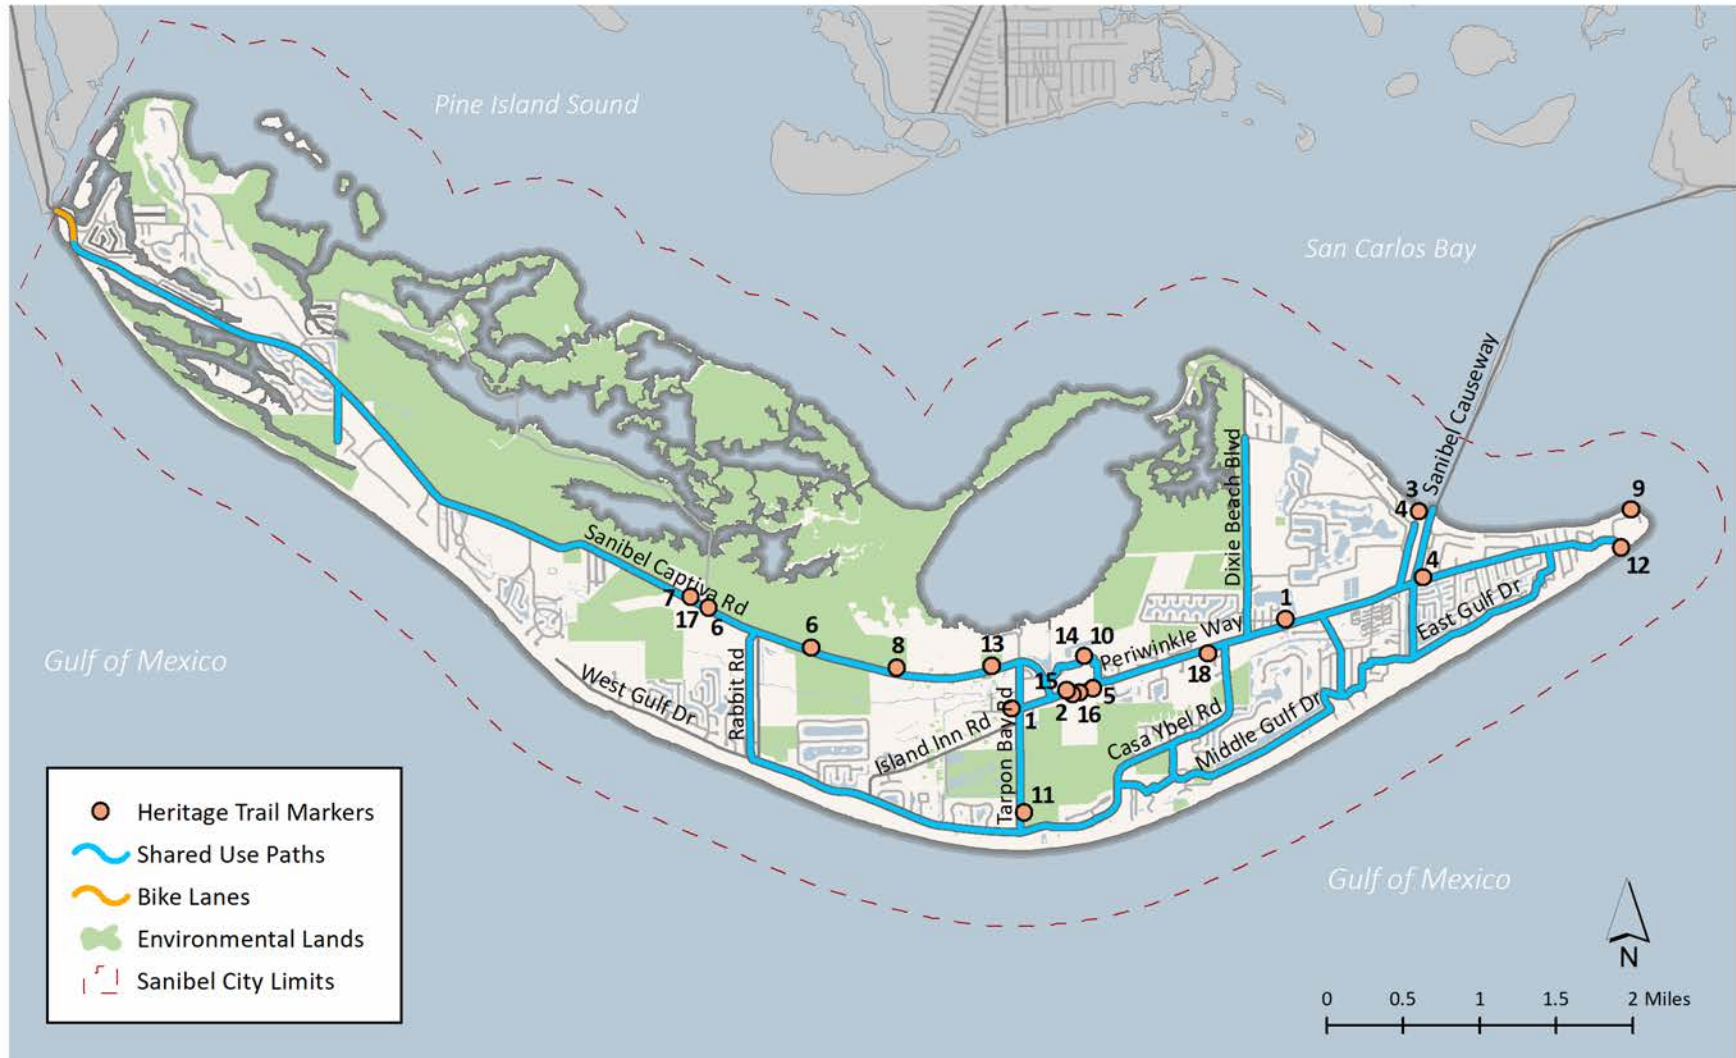 Pine Island Sound
San Carlos Bay
Sanibel Causeway
3
4
9
Dixie Beach Blvd
4
12
Sanibel Captiva Rd
7
17
6
6
1
East Gulf Dr
14
10
Periwinkle Way
Gulf of Mexico
8
13
18
Rabbit Rd
West Gulf Dr
15
5
2
16
1
Island Inn Rd
Tarpon Bay Rd
Casa Ybel Rd
Middle Gulf Dr
11
Gulf of Mexico
Heritage Trail Markers
Shared Use Paths
Bike Lanes
Environmental Lands
Sanibel City Limits
N
0 0.5 1 1.5 2 Miles